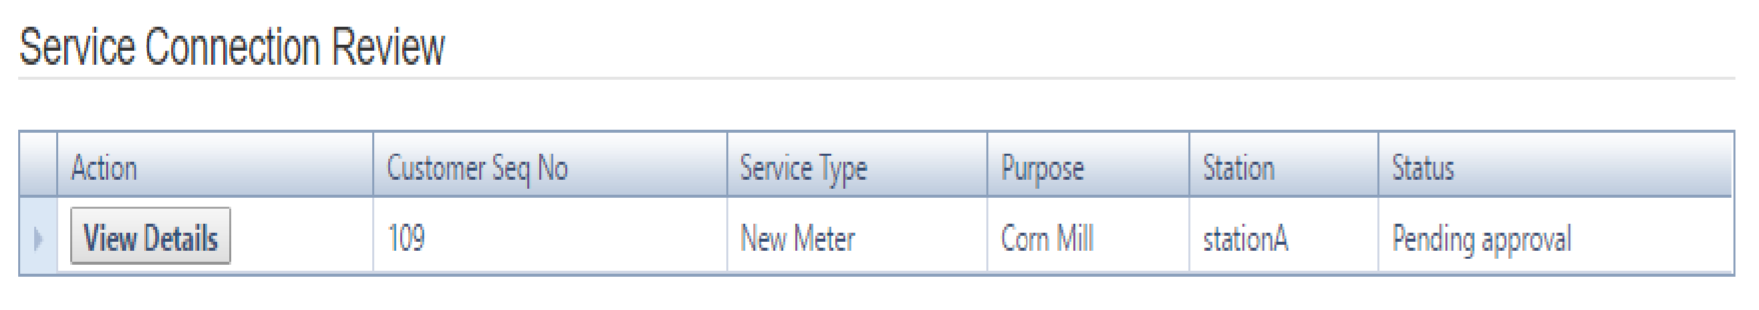 Service Connection Review
Action Customer Seq No Service Type Purpose Station Status
View Details 109 New Meter Corn Mill stationA Pending approval